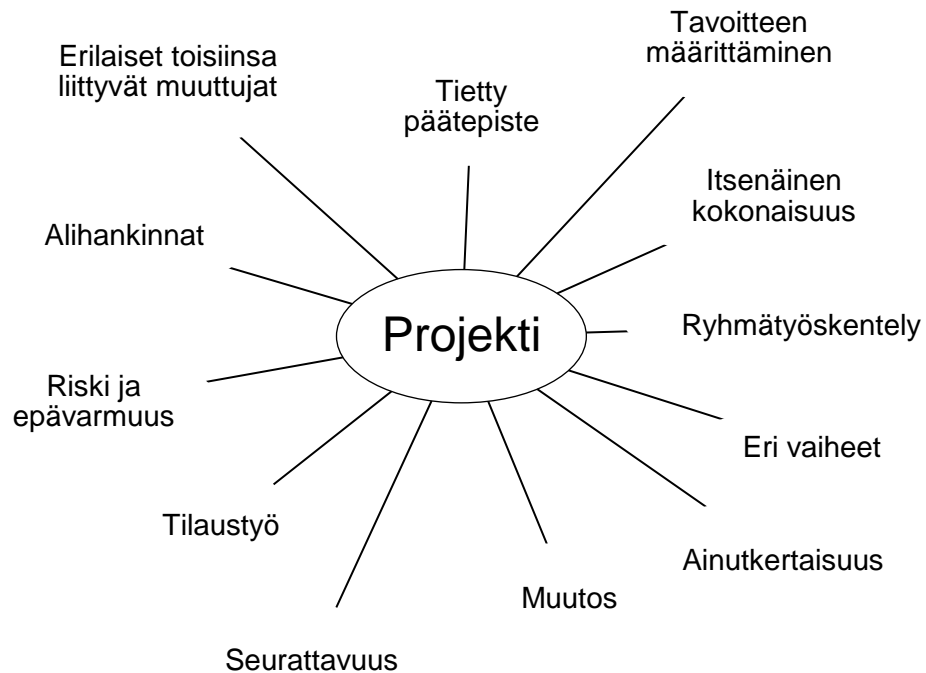 Tavoitteen
määrittäminen
Erilaiset toisiinsa
liittyvät muuttujat
Tietty
päätepiste
Itsenäinen
kokonaisuus
Alihankinnat
Projekti
Ryhmätyöskentely
Riski ja
epävarmuus
Eri vaiheet
Tilaustyö
Ainutkertaisuus
Muutos
Seurattavuus